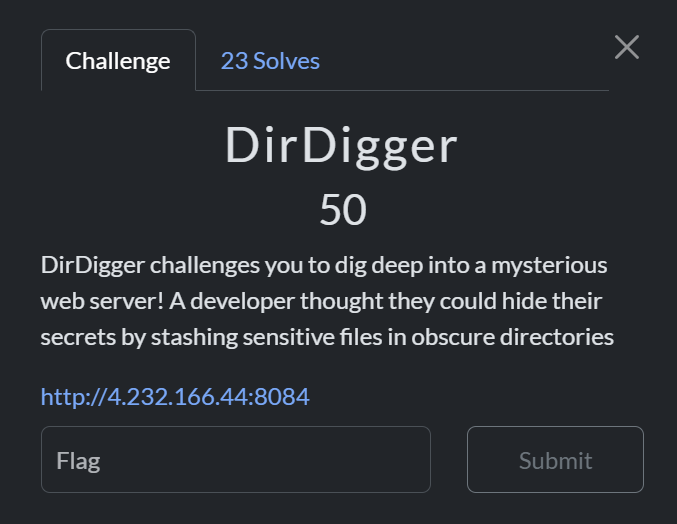 Challenge
23 Solves
DirDigger
50
DirDigger challenges you to dig deep into a mysterious
web server! A developer thought they could hide their
secrets by stashing sensitive files in obscure directories
http://4.232.166.44:8084
Flag
Submit